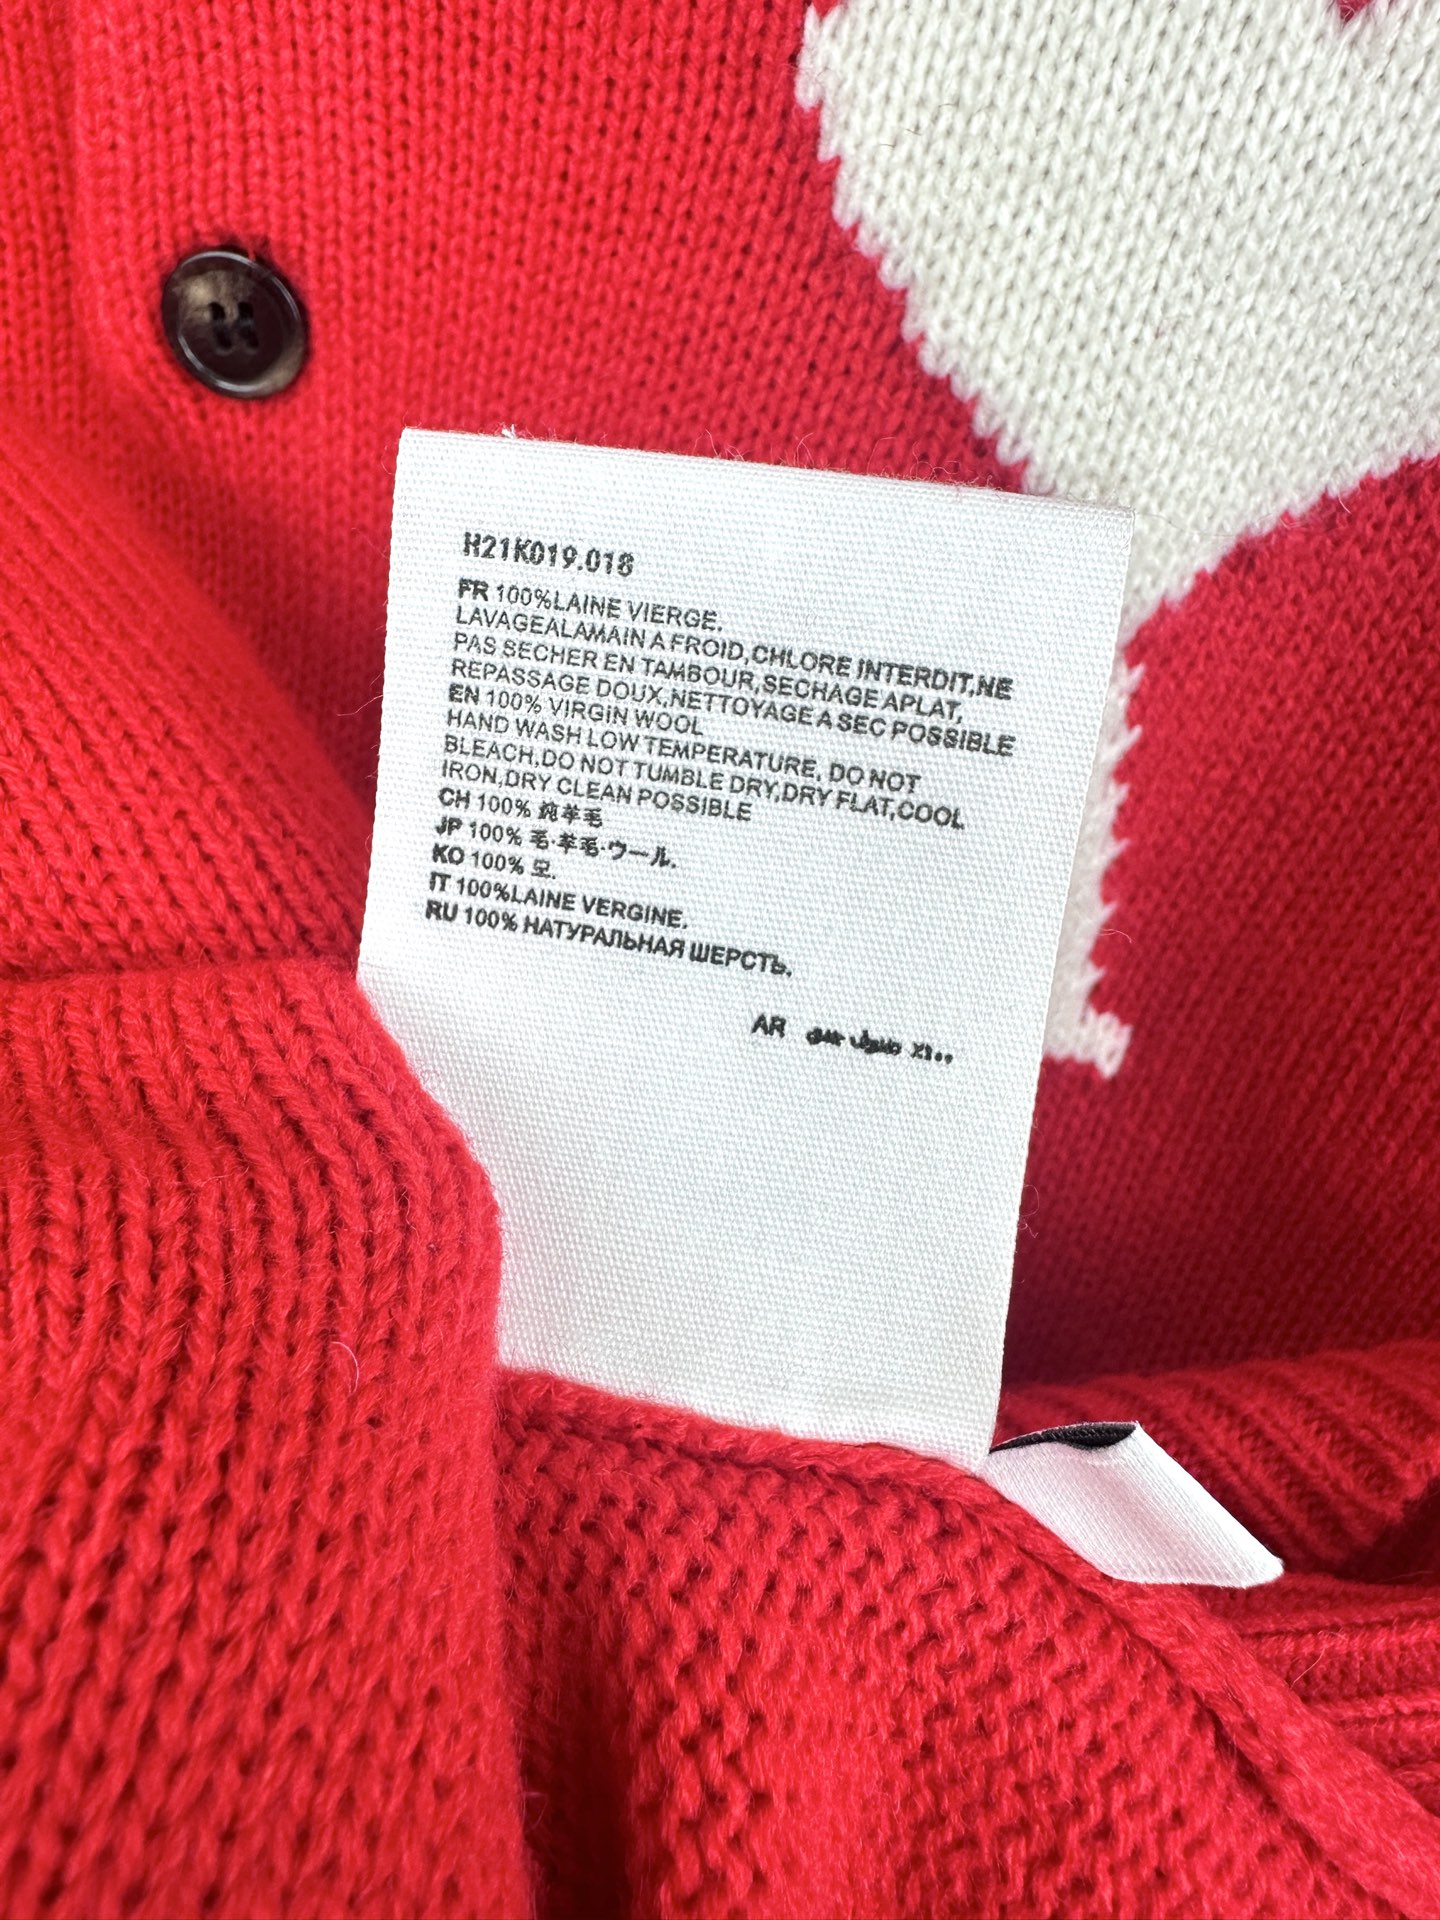 H21K019.018
FR 100%LAINE VIERGE.
LAVAGEALAMAIN A FROID,CHLORE INTERDIT,NE
PAS SECHER EN TAMBOUR,SECHAGE APLAT,
REPASSAGE DOUX,NETTOYAGE A SEC POSSIBLE
EN 100% VIRGIN WOOL
HAND WASH LOW TEMPERATURE, DO NOT
BLEACH,DO NOT TUMBLE DRY,DRY FLAT,COOL
IRON,DRY CLEAN POSSIBLE
CH 100% 纯羊毛
JP 100% 毛·羊毛·ウール.
KO 100% 모.
IT 100%LAINE VERGINE.
RU 100% НАТУРАЛЬНАЯ ШЕРСТЬ.
AR